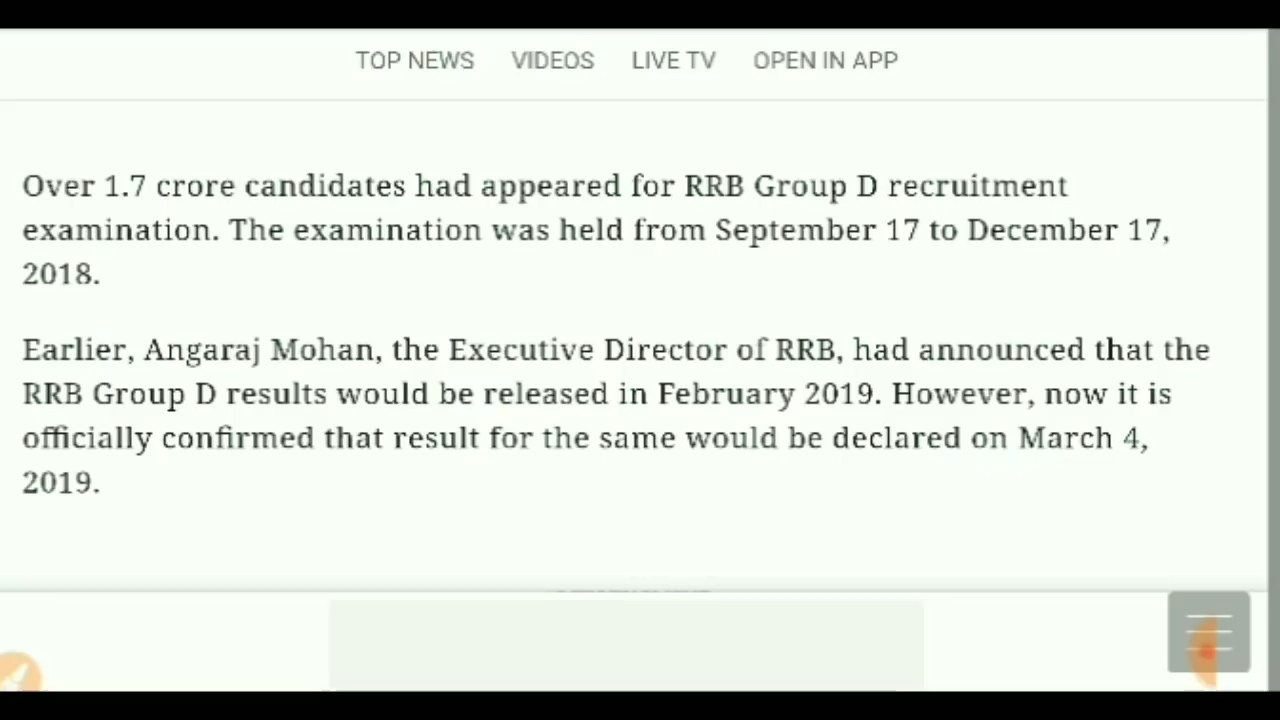 TOP NEWS VIDEOS LIVE TV OPEN IN APP
Over 1.7 crore candidates had appeared for RRB Group D recruitment
examination. The examination was held from September 17 to December 17,
2018.
Earlier, Angaraj Mohan, the Executive Director of RRB, had announced that the
RRB Group D results would be released in February 2019. However, now it is
officially confirmed that result for the same would be declared on March 4,
2019.